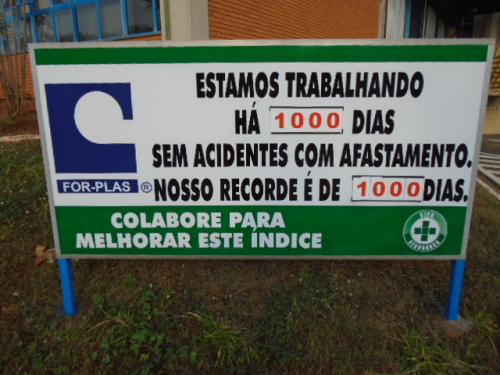 ESTAMOS TRABALHANDO
HÁ 1000 DIAS
SEM ACIDENTES COM AFASTAMENTO.
NOSSO RECORDE É DE 1000 DIAS.
FOR-PLAS ®
COLABORE PARA
MELHORAR ESTE ÍNDICE